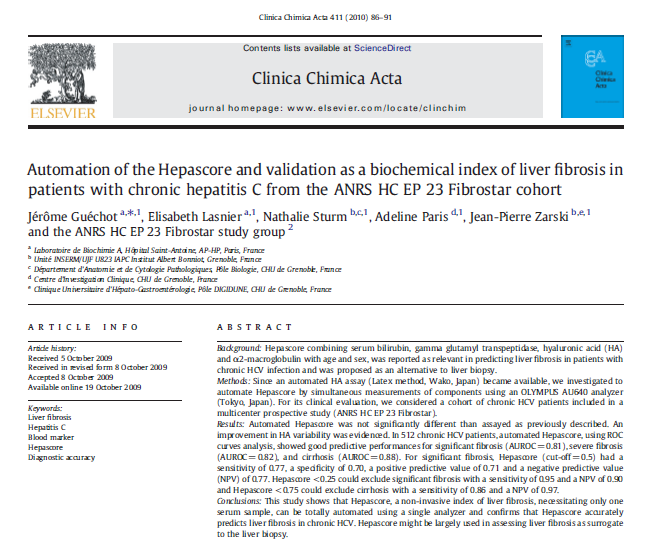 Clinica Chimica Acta 411 (2010) 86–91
Contents lists available at ScienceDirect
Clinica Chimica Acta
journal homepage: www.elsevier.com/locate/clinchim
ELSEVIER
Clinica
Chimica
Acta
Automation of the Hepascore and validation as a biochemical index of liver fibrosis in
patients with chronic hepatitis C from the ANRS HC EP 23 Fibrostar cohort
Jérôme Guéchot a,*,1, Elisabeth Lasnier a,1, Nathalie Sturm b,c,1, Adeline Paris d,1, Jean-Pierre Zarski b,e,1
and the ANRS HC EP 23 Fibrostar study group 2
a Laboratoire de Biochimie A, Hôpital Saint-Antoine, AP-HP, Paris, France
b Unité INSERM/UJF U823 IAPC Institut Albert Bonniot, Grenoble, France
c Département d'Anatomie et de Cytologie Pathologiques, Pôle Biologie, CHU de Grenoble, France
d Centre d'Investigation Clinique, CHU de Grenoble, France
e Clinique Universitaire d'Hépato-Gastroentérologie, Pôle DIGIDUNE, CHU de Grenoble, France
ARTICLE INFO
Article history:
Received 5 October 2009
Received in revised form 8 October 2009
Accepted 8 October 2009
Available online 19 October 2009
Keywords:
Liver fibrosis
Hepatitis C
Blood marker
Hepascore
Diagnostic accuracy
ABSTRACT
Background: Hepascore combining serum bilirubin, gamma glutamyl transpeptidase, hyaluronic acid (HA)
and α2-macroglobulin with age and sex, was reported as relevant in predicting liver fibrosis in patients with
chronic HCV infection and was proposed as an alternative to liver biopsy.
Methods: Since an automated HA assay (Latex method, Wako, Japan) became available, we investigated to
automate Hepascore by simultaneous measurements of components using an OLYMPUS AU640 analyzer
(Tokyo, Japan). For its clinical evaluation, we considered a cohort of chronic HCV patients included in a
multicenter prospective study (ANRS HC EP 23 Fibrostar).
Results: Automated Hepascore was not significantly different than assayed as previously described. An
improvement in HA variability was evidenced. In 512 chronic HCV patients, automated Hepascore, using ROC
curves analysis, showed good predictive performances for significant fibrosis (AUROC = 0.81), severe fibrosis
(AUROC = 0.82), and cirrhosis (AUROC = 0.88). For significant fibrosis, Hepascore (cut-off = 0.5) had a
sensitivity of 0.77, a specificity of 0.70, a positive predictive value of 0.71 and a negative predictive value
(NPV) of 0.77. Hepascore <0.25 could exclude significant fibrosis with a sensitivity of 0.95 and a NPV of 0.90
and Hepascore <0.75 could exclude cirrhosis with a sensitivity of 0.86 and a NPV of 0.97.
Conclusions: This study shows that Hepascore, a non-invasive index of liver fibrosis, necessitating only one
serum sample, can be totally automated using a single analyzer and confirms that Hepascore accurately
predicts liver fibrosis in chronic HCV. Hepascore might be largely used in assessing liver fibrosis as surrogate
to the liver biopsy.